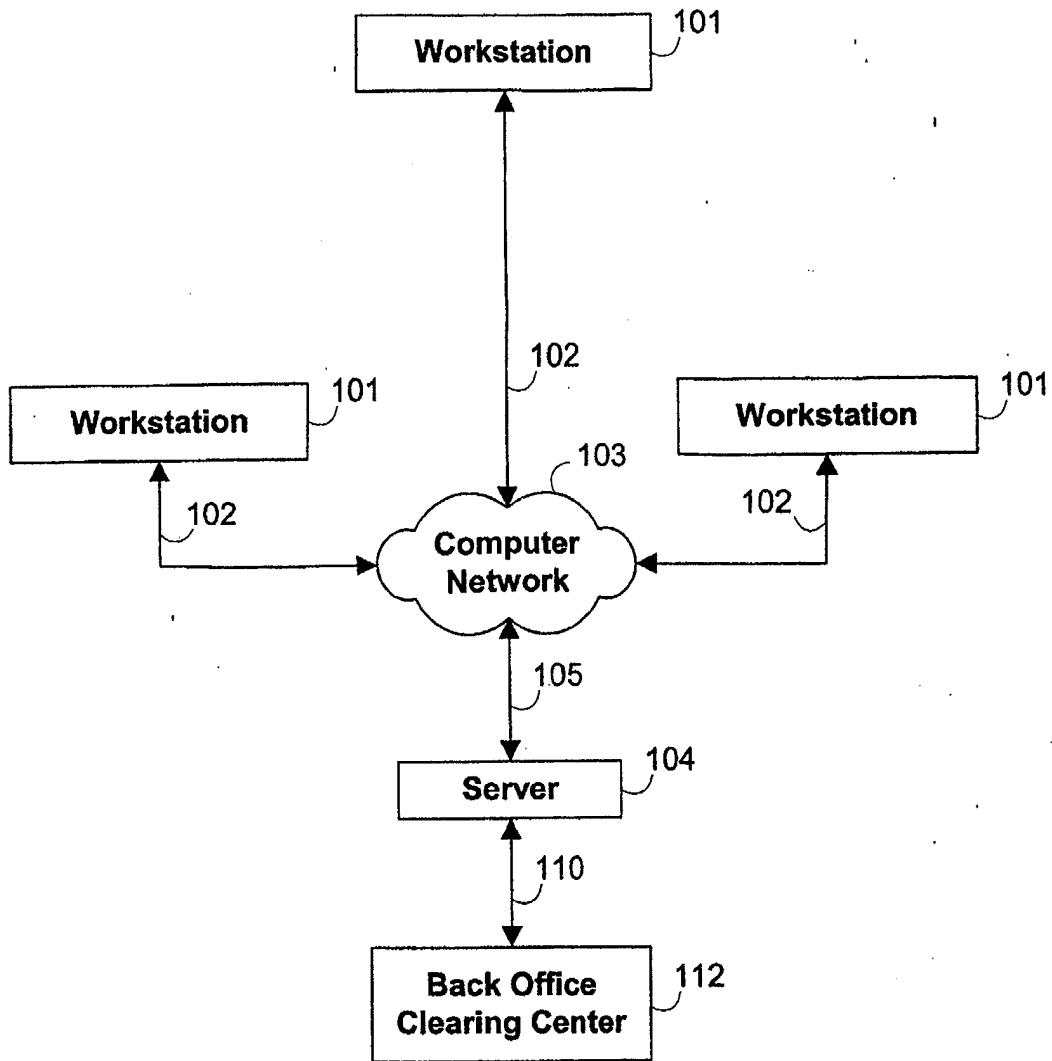 Workstation
101
102
Workstation
101
Workstation
101
103
102
102
Computer
Network
105
Server
104
110
Back Office
Clearing Center
112